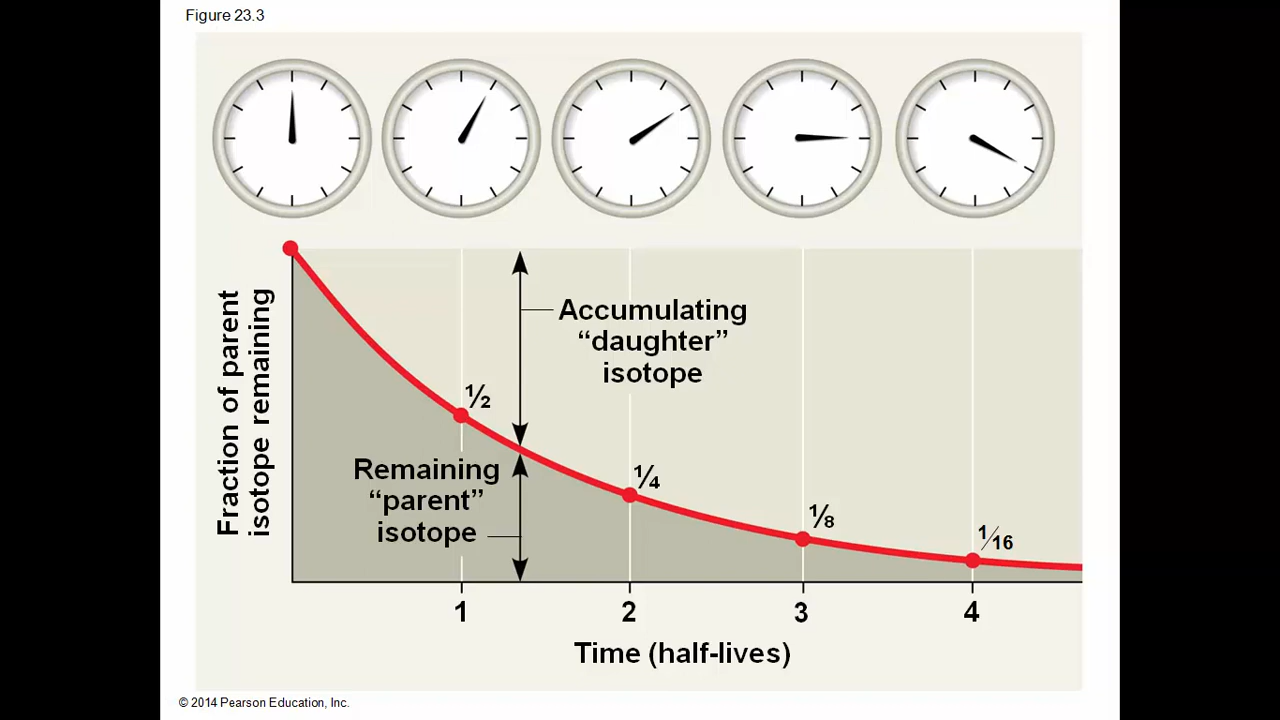 Figure 23.3
Fraction of parent
isotope remaining
Accumulating
“daughter”
isotope
½
Remaining
“parent”
isotope
¼
⅛
1/16
1
2
3
4
Time (half-lives)
© 2014 Pearson Education, Inc.